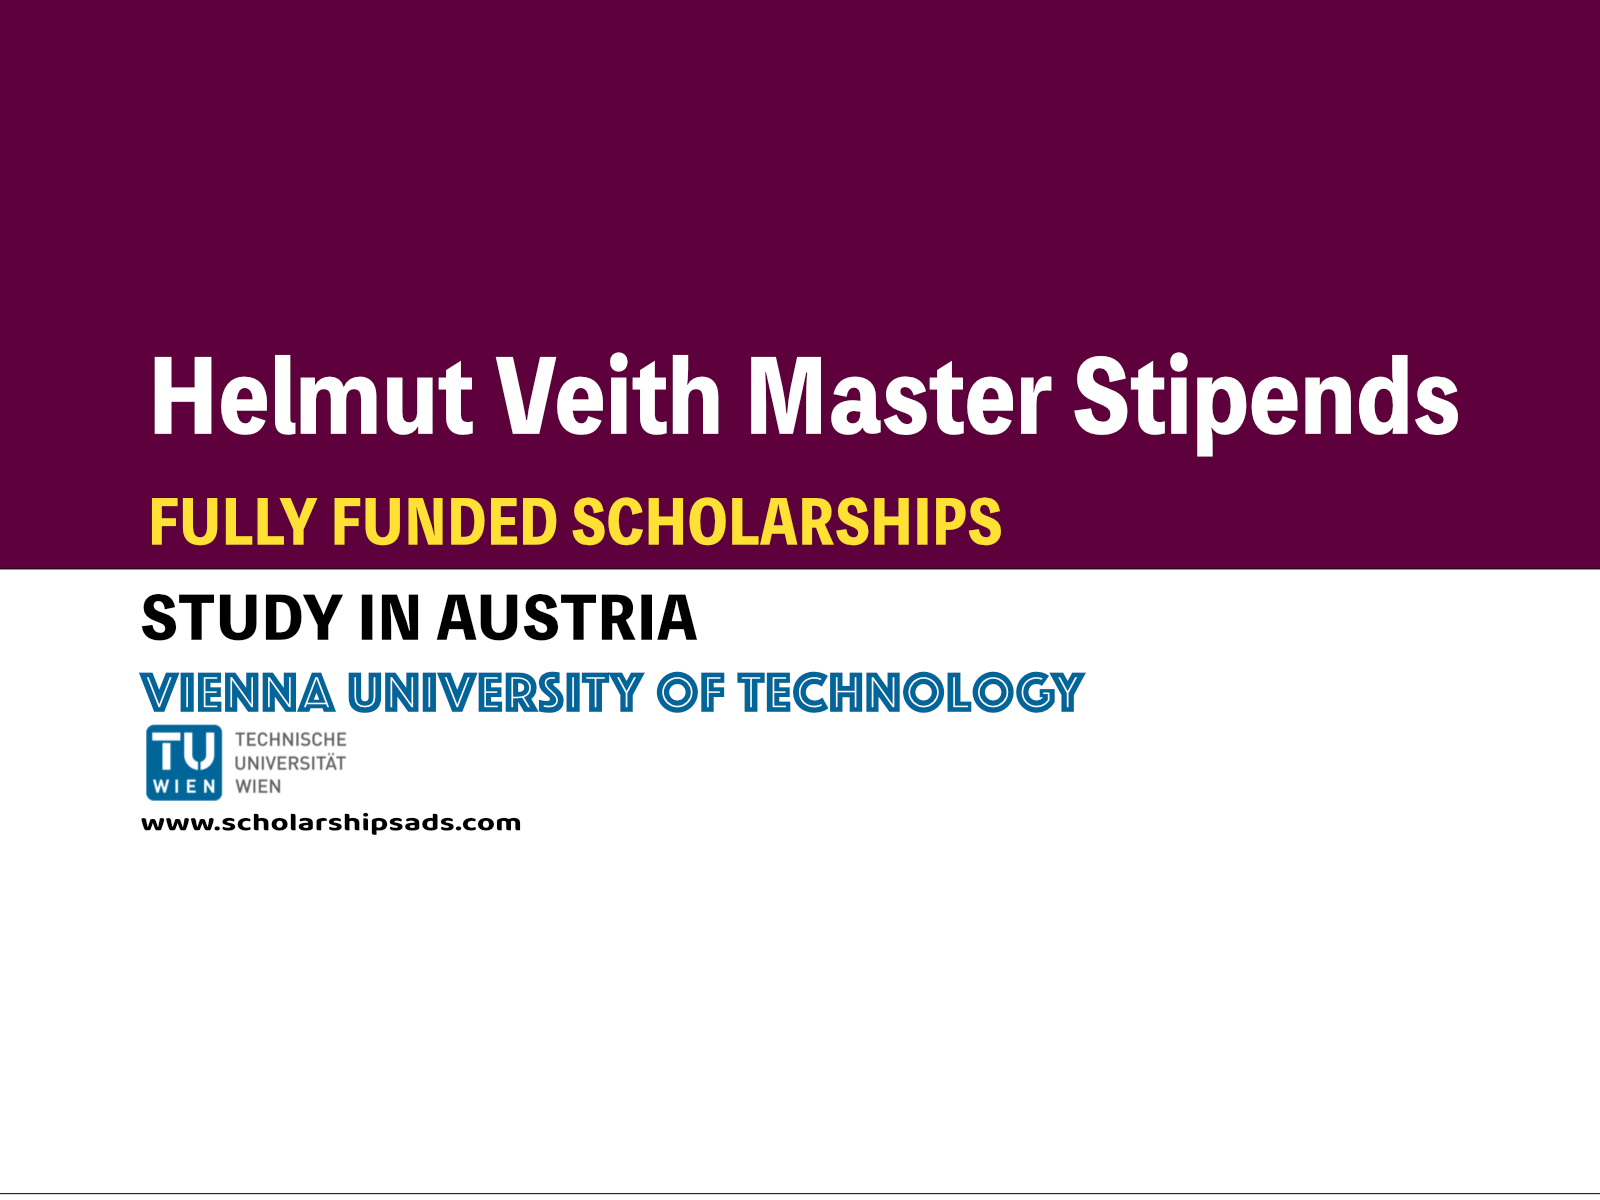 Helmut Veith Master Stipends
FULLY FUNDED SCHOLARSHIPS
STUDY IN AUSTRIA
VIENNA UNIVERSITY OF TECHNOLOGY
TU
WIEN
TECHNISCHE
UNIVERSITÄT
WIEN
www.scholarshipsads.com